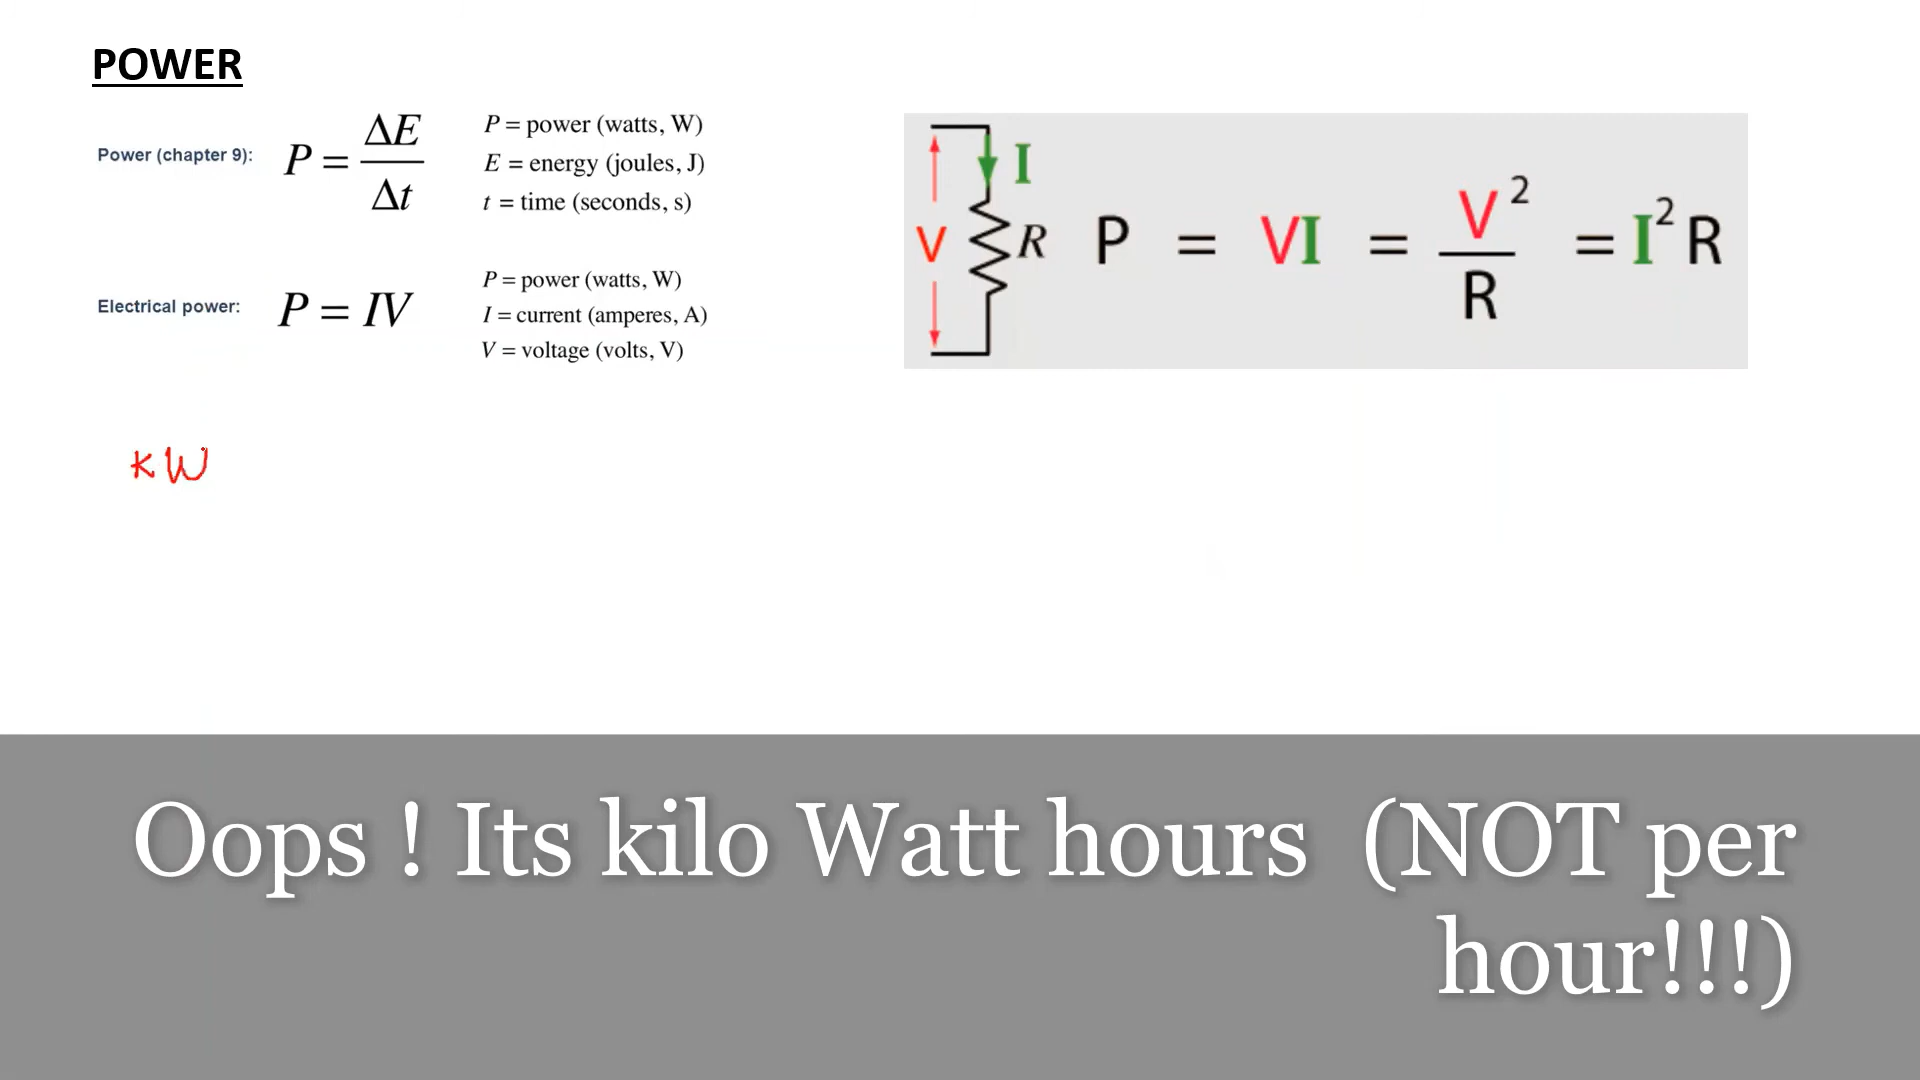 POWER
Power (chapter 9): P = ΔE / Δt
P = power (watts, W)
E = energy (joules, J)
t = time (seconds, s)
Electrical power: P = IV
P = power (watts, W)
I = current (amperes, A)
V = voltage (volts, V)
I
V R P = VI = V² / R = I² R
KW
Oops ! Its kilo Watt hours (NOT per
hour!!!)